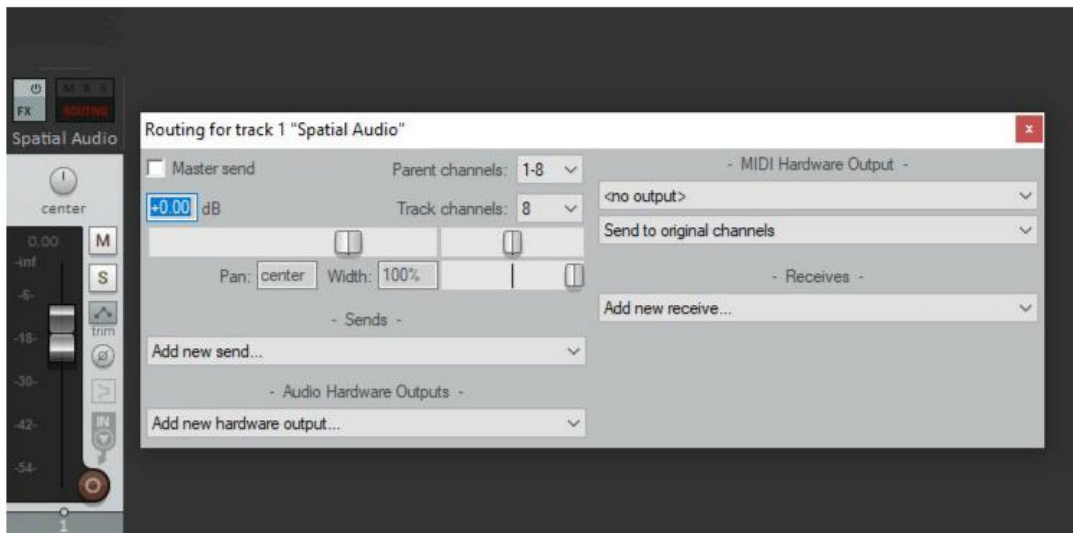 FX
ROUTING
Spatial Audio
center
0.00
-inf
-6-
-18-
-30-
-42-
-54-
M
S
trim
IN
1
Routing for track 1 "Spatial Audio"
x
Master send
Parent channels: 1-8
+0.00 dB
Track channels: 8
Pan: center Width: 100%
- Sends -
Add new send...
- Audio Hardware Outputs -
Add new hardware output...
- MIDI Hardware Output -
<no output>
Send to original channels
- Receives -
Add new receive...